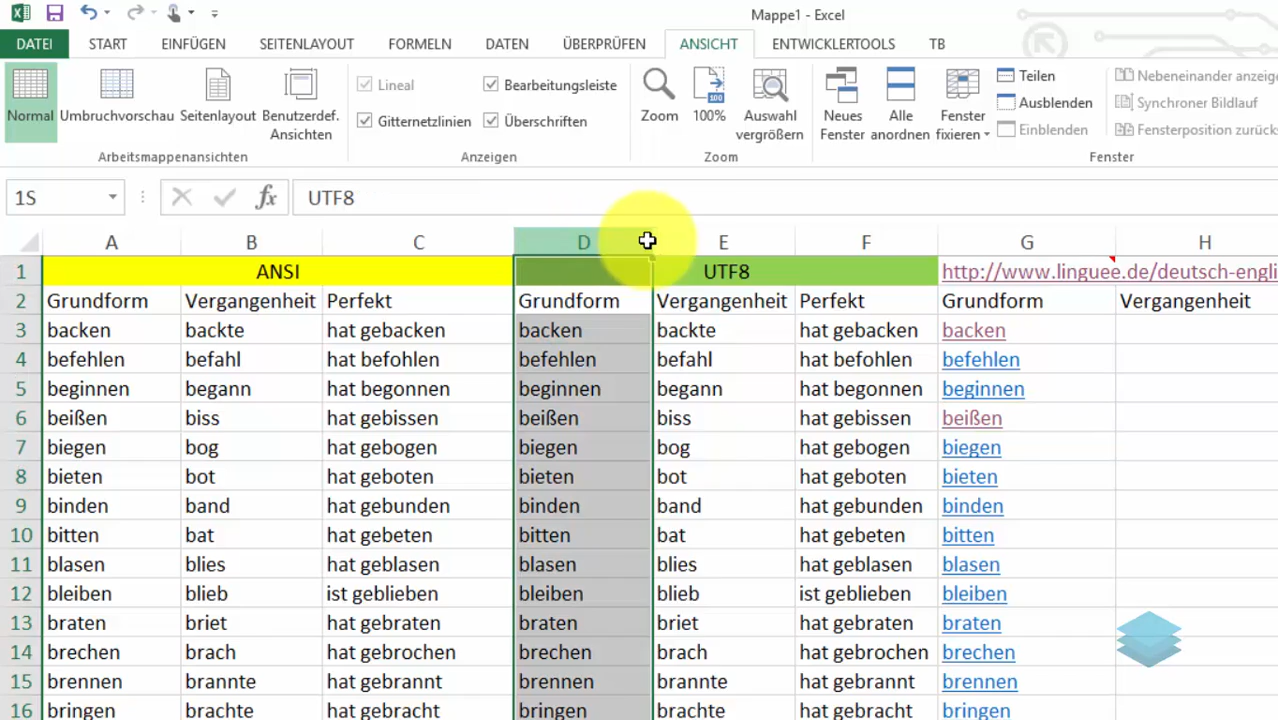 Mappe1 - Excel
DATEI START EINFÜGEN SEITENLAYOUT FORMELN DATEN ÜBERPRÜFEN ANSICHT ENTWICKLERTOOLS TB
Normal Umbruchvorschau Seitenlayout Benutzerdef. Ansichten
Arbeitsmappenansichten
Lineal Bearbeitungsleiste
Gitternetzlinien Überschriften
Anzeigen
Zoom 100% Auswahl vergrößern
Zoom
Neues Fenster Alle anordnen Fenster fixieren
Teilen Nebeneinander anzeige
Ausblenden Synchroner Bildlauf
Einblenden Fensterposition zurück
Fenster
1S fx UTF8
A B C D E F G H
1 ANSI UTF8 http://www.linguee.de/deutsch-engli
2 Grundform Vergangenheit Perfekt Grundform Vergangenheit Perfekt Grundform Vergangenheit
3 backen backte hat gebacken backen backte hat gebacken backen
4 befehlen befahl hat befohlen befehlen befahl hat befohlen befehlen
5 beginnen begann hat begonnen beginnen begann hat begonnen beginnen
6 beißen biss hat gebissen beißen biss hat gebissen beißen
7 biegen bog hat gebogen biegen bog hat gebogen biegen
8 bieten bot hat geboten bieten bot hat geboten bieten
9 binden band hat gebunden binden band hat gebunden binden
10 bitten bat hat gebeten bitten bat hat gebeten bitten
11 blasen blies hat geblasen blasen blies hat geblasen blasen
12 bleiben blieb ist geblieben bleiben blieb ist geblieben bleiben
13 braten briet hat gebraten braten briet hat gebraten braten
14 brechen brach hat gebrochen brechen brach hat gebrochen brechen
15 brennen brannte hat gebrannt brennen brannte hat gebrannt brennen
16 bringen brachte hat gebracht bringen brachte hat gebracht bringen